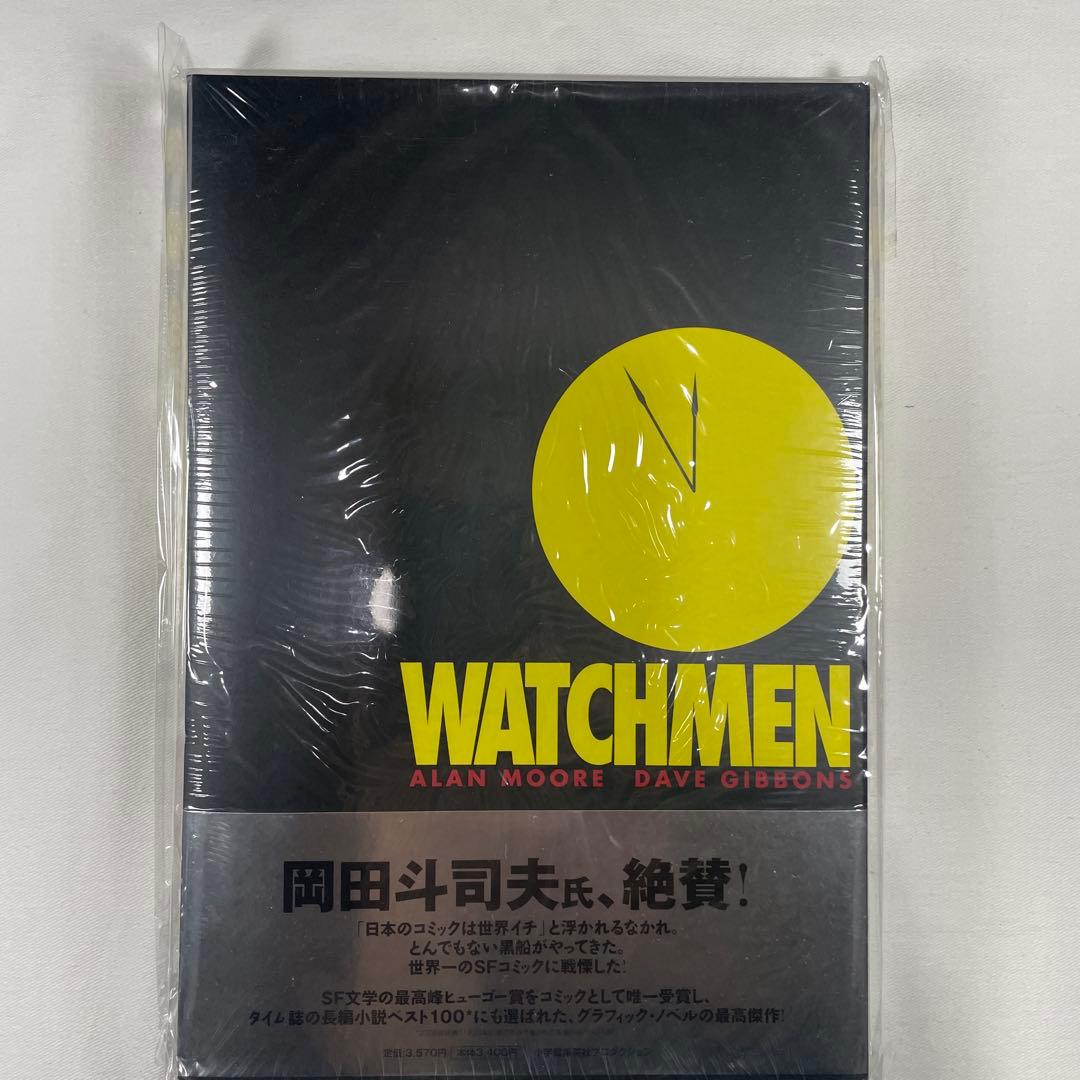 WATCHMEN
ALAN MOORE DAVE GIBBONS
岡田斗司夫氏、絶賛!
「日本のコミックは世界イチ」と浮かれるなかれ。
とんでもない黒船がやってきた。
世界一のSFコミックに戦慄した!
SF文学の最高峰ヒューゴー賞をコミックとして唯一受賞し、
タイム誌の長編小説ベスト100*にも選ばれた、グラフィック・ノベルの最高傑作!
定価:3,570円 本体3,400円 小学館集英社プロダクション